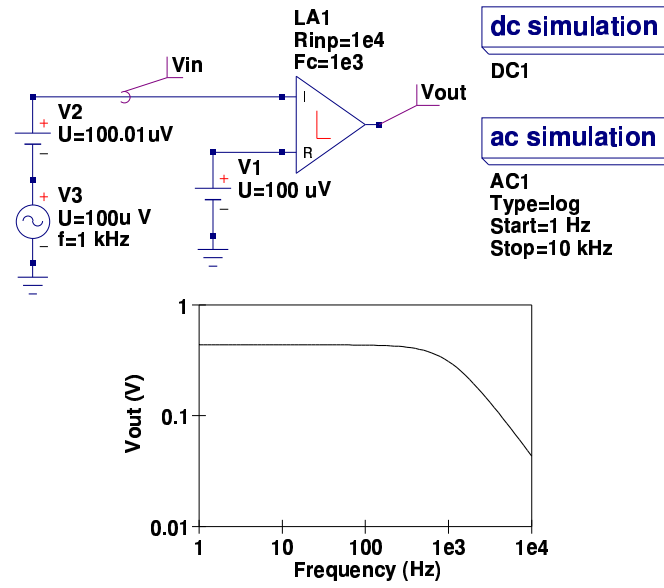 LA1
Rinp=1e4
Fc=1e3
Vin
I
R
L
Vout
+
V2
U=100.01uV
−
+
V3
U=100u V
f=1 kHz
−
+
V1
U=100 uV
−
dc simulation
DC1
ac simulation
AC1
Type=log
Start=1 Hz
Stop=10 kHz
Vout (V)
1
0.1
0.01
1 10 100 1e3 1e4
Frequency (Hz)